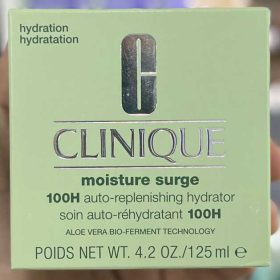 hydration
hydratation
CLINIQUE
moisture surge
100H auto-replenishing hydrator
soin auto-réhydratant 100H
ALOE VERA BIO-FERMENT TECHNOLOGY
POIDS NET WT. 4.2 OZ./125 ml ℮